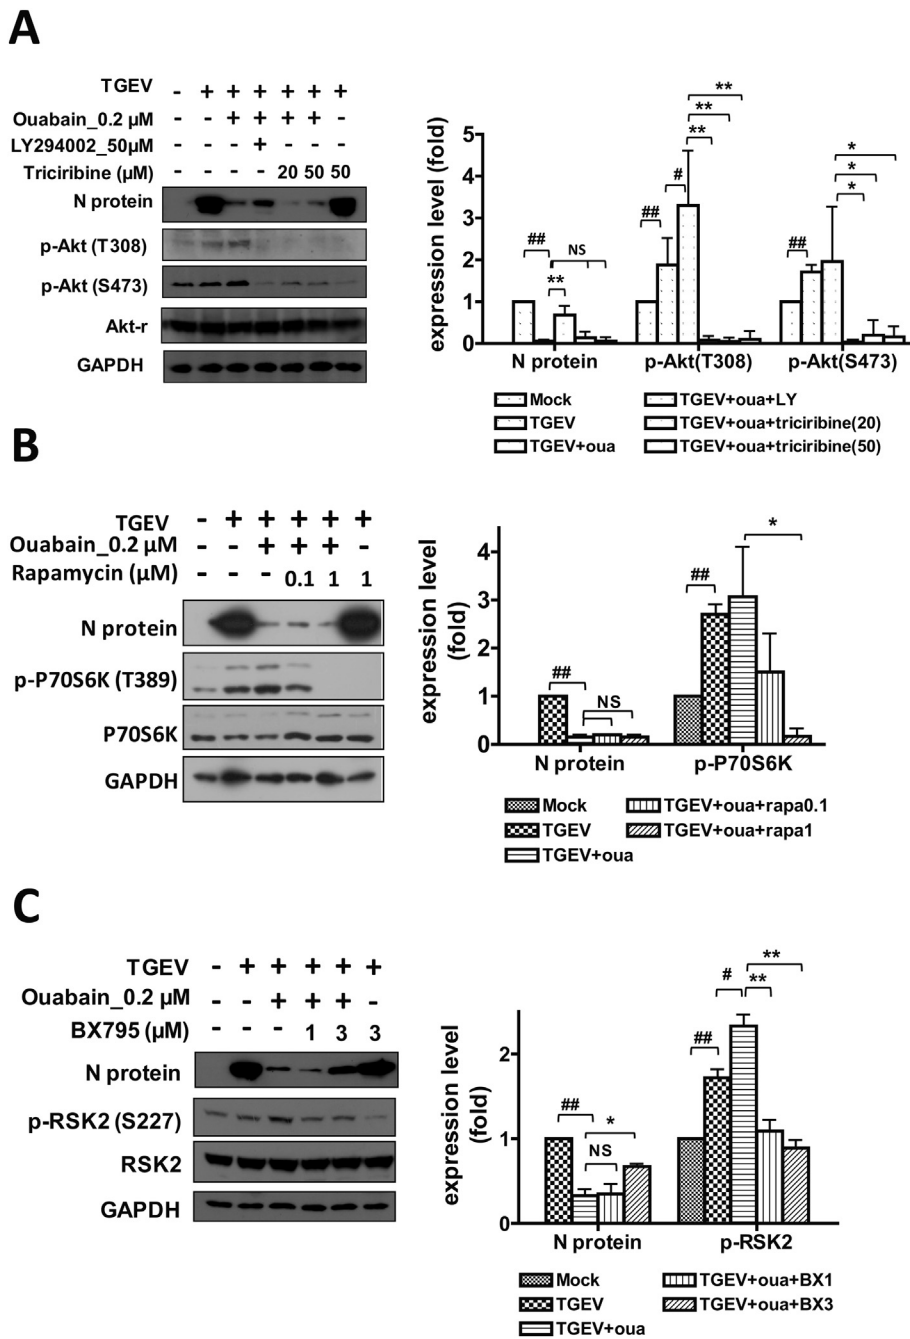 A
TGEV - + + + + + +
Ouabain_0.2 μM - - + + + + -
LY294002_50μM - - - + - - -
Triciribine (μM) - - - - 20 50 50
N protein
p-Akt (T308)
p-Akt (S473)
Akt-r
GAPDH
expression level (fold)
5
4
3
2
1
0
## NS **
## # ** ** **
## * * *
N protein p-Akt(T308) p-Akt(S473)
Mock TGEV+oua+LY
TGEV TGEV+oua+triciribine(20)
TGEV+oua TGEV+oua+triciribine(50)
B
TGEV - + + + + +
Ouabain_0.2 μM - - + + + -
Rapamycin (μM) - - - 0.1 1 1
N protein
p-P70S6K (T389)
P70S6K
GAPDH
expression level
(fold)
4
3
2
1
0
## NS
## *
N protein p-P70S6K
Mock TGEV+oua+rapa0.1
TGEV TGEV+oua+rapa1
TGEV+oua
C
TGEV - + + + + +
Ouabain_0.2 μM - - + + + -
BX795 (μM) - - - 1 3 3
N protein
p-RSK2 (S227)
RSK2
GAPDH
expression level
(fold)
2
1
0
## NS *
## # ** **
N protein p-RSK2
Mock TGEV+oua+BX1
TGEV TGEV+oua+BX3
TGEV+oua